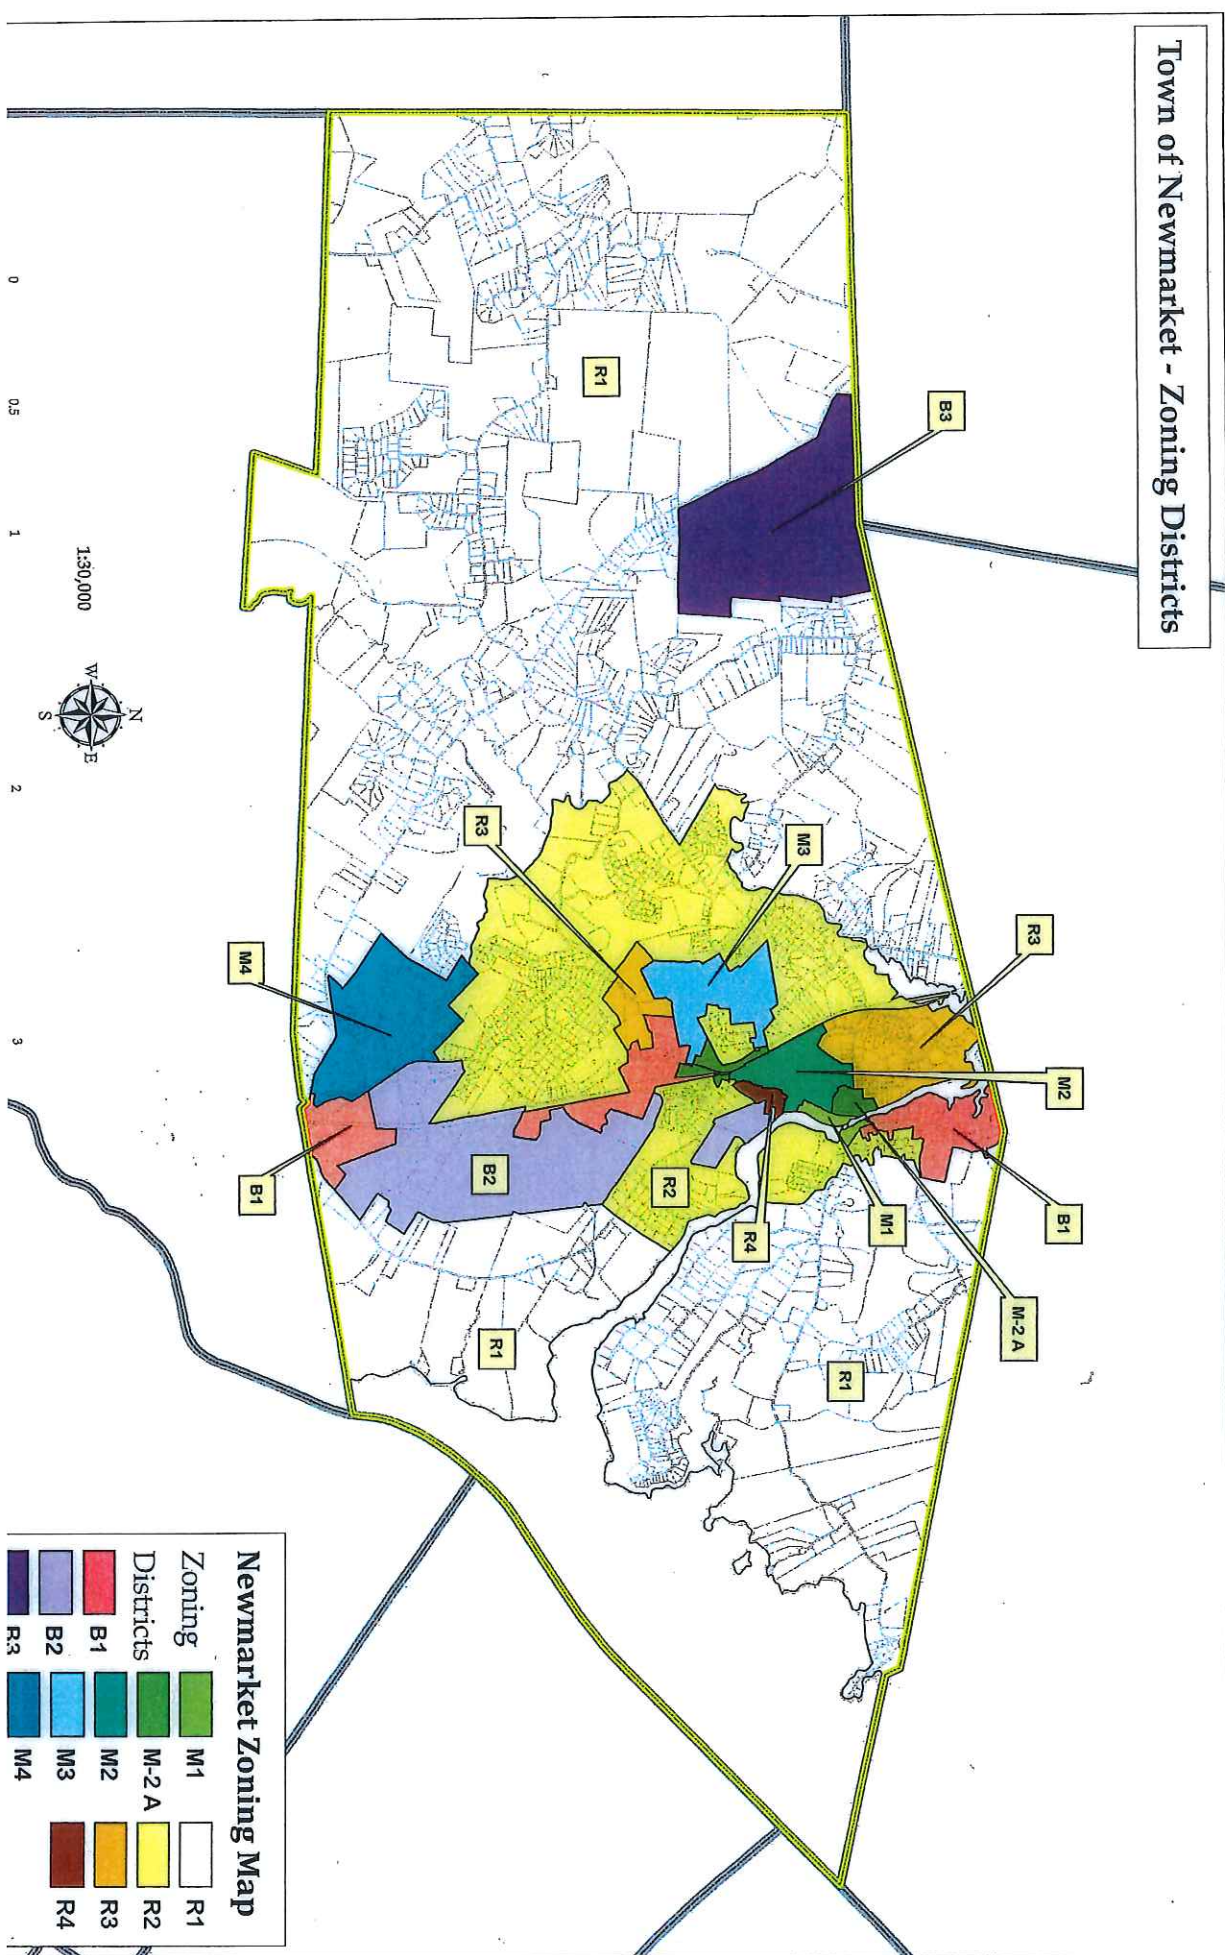 Town of Newmarket - Zoning Districts
B3
R3
M2
B1
M-2 A
M3
M1
R1
R4
R2
R1
R3
B2
R1
M4
B1
N
W
E
S
1:30,000
0 0.5 1 2 3
Newmarket Zoning Map
Zoning
Districts
B1
B2
B3
M1
M-2 A
M2
M3
M4
R1
R2
R3
R4